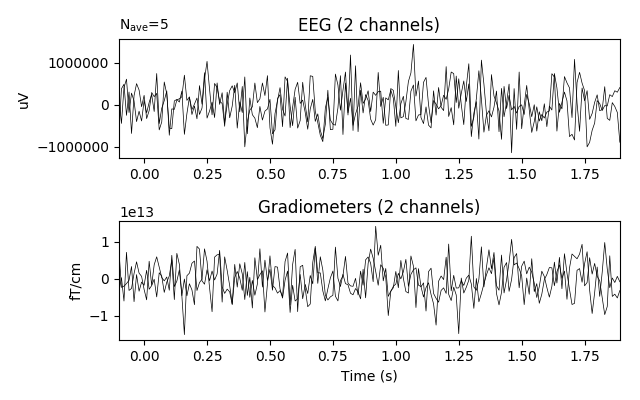 N_ave=5
EEG (2 channels)
uV
1000000
0
−1000000
0.00 0.25 0.50 0.75 1.00 1.25 1.50 1.75
1e13
Gradiometers (2 channels)
fT/cm
1
0
−1
0.00 0.25 0.50 0.75 1.00 1.25 1.50 1.75
Time (s)